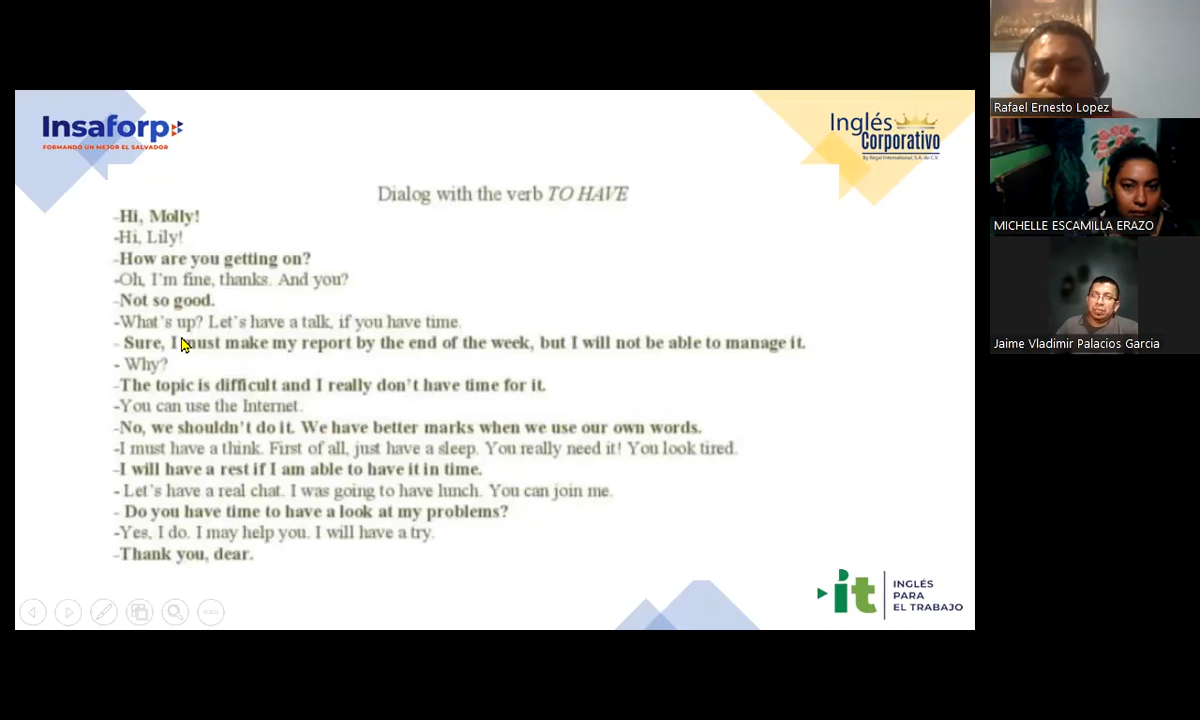 Insaforp
FORMANDO UN MEJOR EL SALVADOR
Inglés
Corporativo
By Regal International, S.A. de C.V.
Dialog with the verb TO HAVE
-Hi, Molly!
-Hi, Lily!
-How are you getting on?
-Oh, I'm fine, thanks. And you?
-Not so good.
-What's up? Let's have a talk, if you have time.
- Sure, I must make my report by the end of the week, but I will not be able to manage it.
- Why?
-The topic is difficult and I really don't have time for it.
-You can use the Internet.
-No, we shouldn't do it. We have better marks when we use our own words.
-I must have a think. First of all, just have a sleep. You really need it! You look tired.
-I will have a rest if I am able to have it in time.
- Let's have a real chat. I was going to have lunch. You can join me.
- Do you have time to have a look at my problems?
-Yes, I do. I may help you. I will have a try.
-Thank you, dear.
it
INGLÉS
PARA
EL TRABAJO
Rafael Ernesto Lopez
MICHELLE ESCAMILLA ERAZO
Jaime Vladimir Palacios Garcia